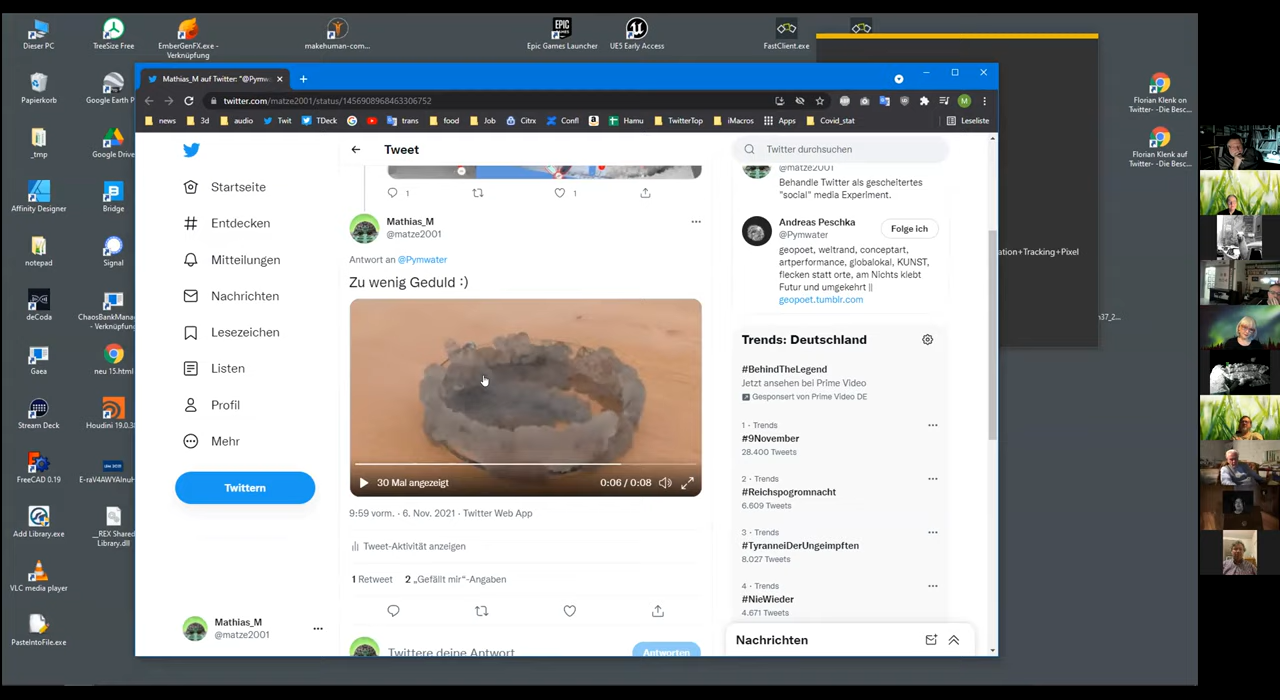 Dieser PC
TreeSize Free
EmberGenFX.exe -
Verknüpfung
makehuman-com...
Epic Games Launcher
UE5 Early Access
FastClient.exe
Papierkorb
Google Earth P
_tmp
Google Drive
Affinity Designer
Bridge
notepad
Signal
deCoda
ChaosBankMana
- Verknüpfung
Gaea
neu 15.html
Stream Deck
Houdini 19.0.3
FreeCAD 0.19
E-raV4AWYAInuH
Add Library.exe
__REX Shared
Library.dll
VLC media player
PasteIntoFile.exe
Florian Klenk on
Twitter- -Die Besc...
Florian Klenk auf
Twitter- -Die Besc...
ation+Tracking+Pixel
Mathias_M auf Twitter: "@Pymw
twitter.com/matze2001/status/1456908968463306752
news
3d
audio
Twit
TDeck
trans
food
Job
Citrx
Confl
Hamu
TwitterTop
iMacros
Apps
Covid_stat
Leseliste
Startseite
Entdecken
Mitteilungen
Nachrichten
Lesezeichen
Listen
Profil
Mehr
Twittern
Mathias_M
@matze2001
Tweet
1
1
Mathias_M
@matze2001
Antwort an @Pymwater
Zu wenig Geduld :)
30 Mal angezeigt
0:06 / 0:08
9:59 vorm. · 6. Nov. 2021 · Twitter Web App
Tweet-Aktivität anzeigen
1 Retweet 2 „Gefällt mir"-Angaben
Twittere deine Antwort
Antworten
Twitter durchsuchen
@matze2001
Behandle Twitter als gescheitertes
"social" media Experiment.
Andreas Peschka
@Pymwater
Folge ich
geopoet, weltrand, conceptart,
artperformance, globalokal, KUNST,
flecken statt orte, am Nichts klebt
Futur und umgekehrt ||
geopoet.tumblr.com
Trends: Deutschland
#BehindTheLegend
Jetzt ansehen bei Prime Video
Gesponsert von Prime Video DE
1 · Trends
#9November
28.400 Tweets
2 · Trends
#Reichspogromnacht
6.609 Tweets
3 · Trends
#TyranneiDerUngeimpften
8.027 Tweets
4 · Trends
#NieWieder
4.671 Tweets
Nachrichten